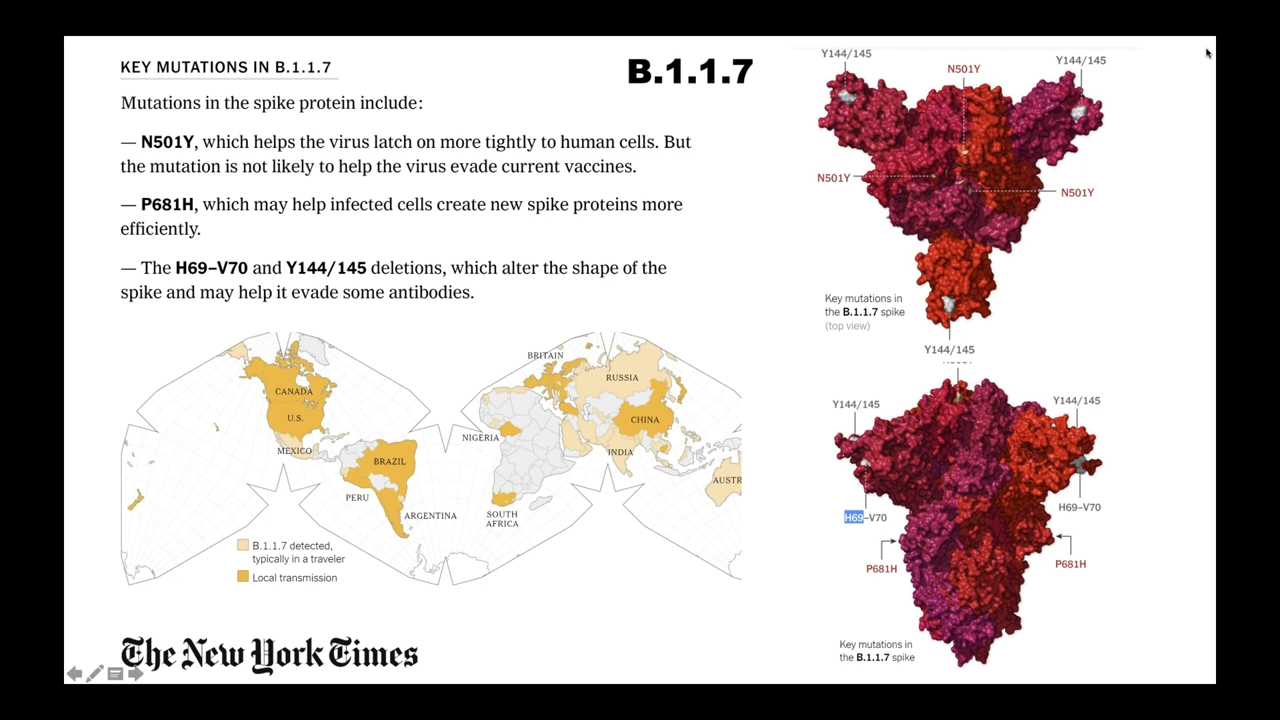 KEY MUTATIONS IN B.1.1.7
B.1.1.7
Mutations in the spike protein include:
— N501Y, which helps the virus latch on more tightly to human cells. But
the mutation is not likely to help the virus evade current vaccines.
— P681H, which may help infected cells create new spike proteins more
efficiently.
— The H69–V70 and Y144/145 deletions, which alter the shape of the
spike and may help it evade some antibodies.
BRITAIN
RUSSIA
CANADA
U.S.
CHINA
NIGERIA
MEXICO
INDIA
BRAZIL
AUSTR
PERU
ARGENTINA
SOUTH
AFRICA
B.1.1.7 detected,
typically in a traveler
Local transmission
The New York Times
Y144/145
N501Y
Y144/145
N501Y
N501Y
Key mutations in
the B.1.1.7 spike
(top view)
Y144/145
Y144/145
Y144/145
H69–V70
H69–V70
P681H
P681H
Key mutations in
the B.1.1.7 spike